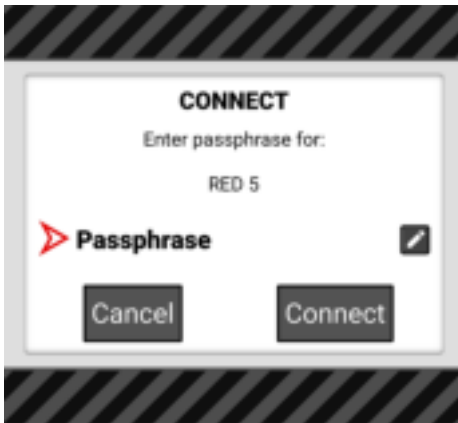 CONNECT
Enter passphrase for:
RED 5
Passphrase
Cancel Connect